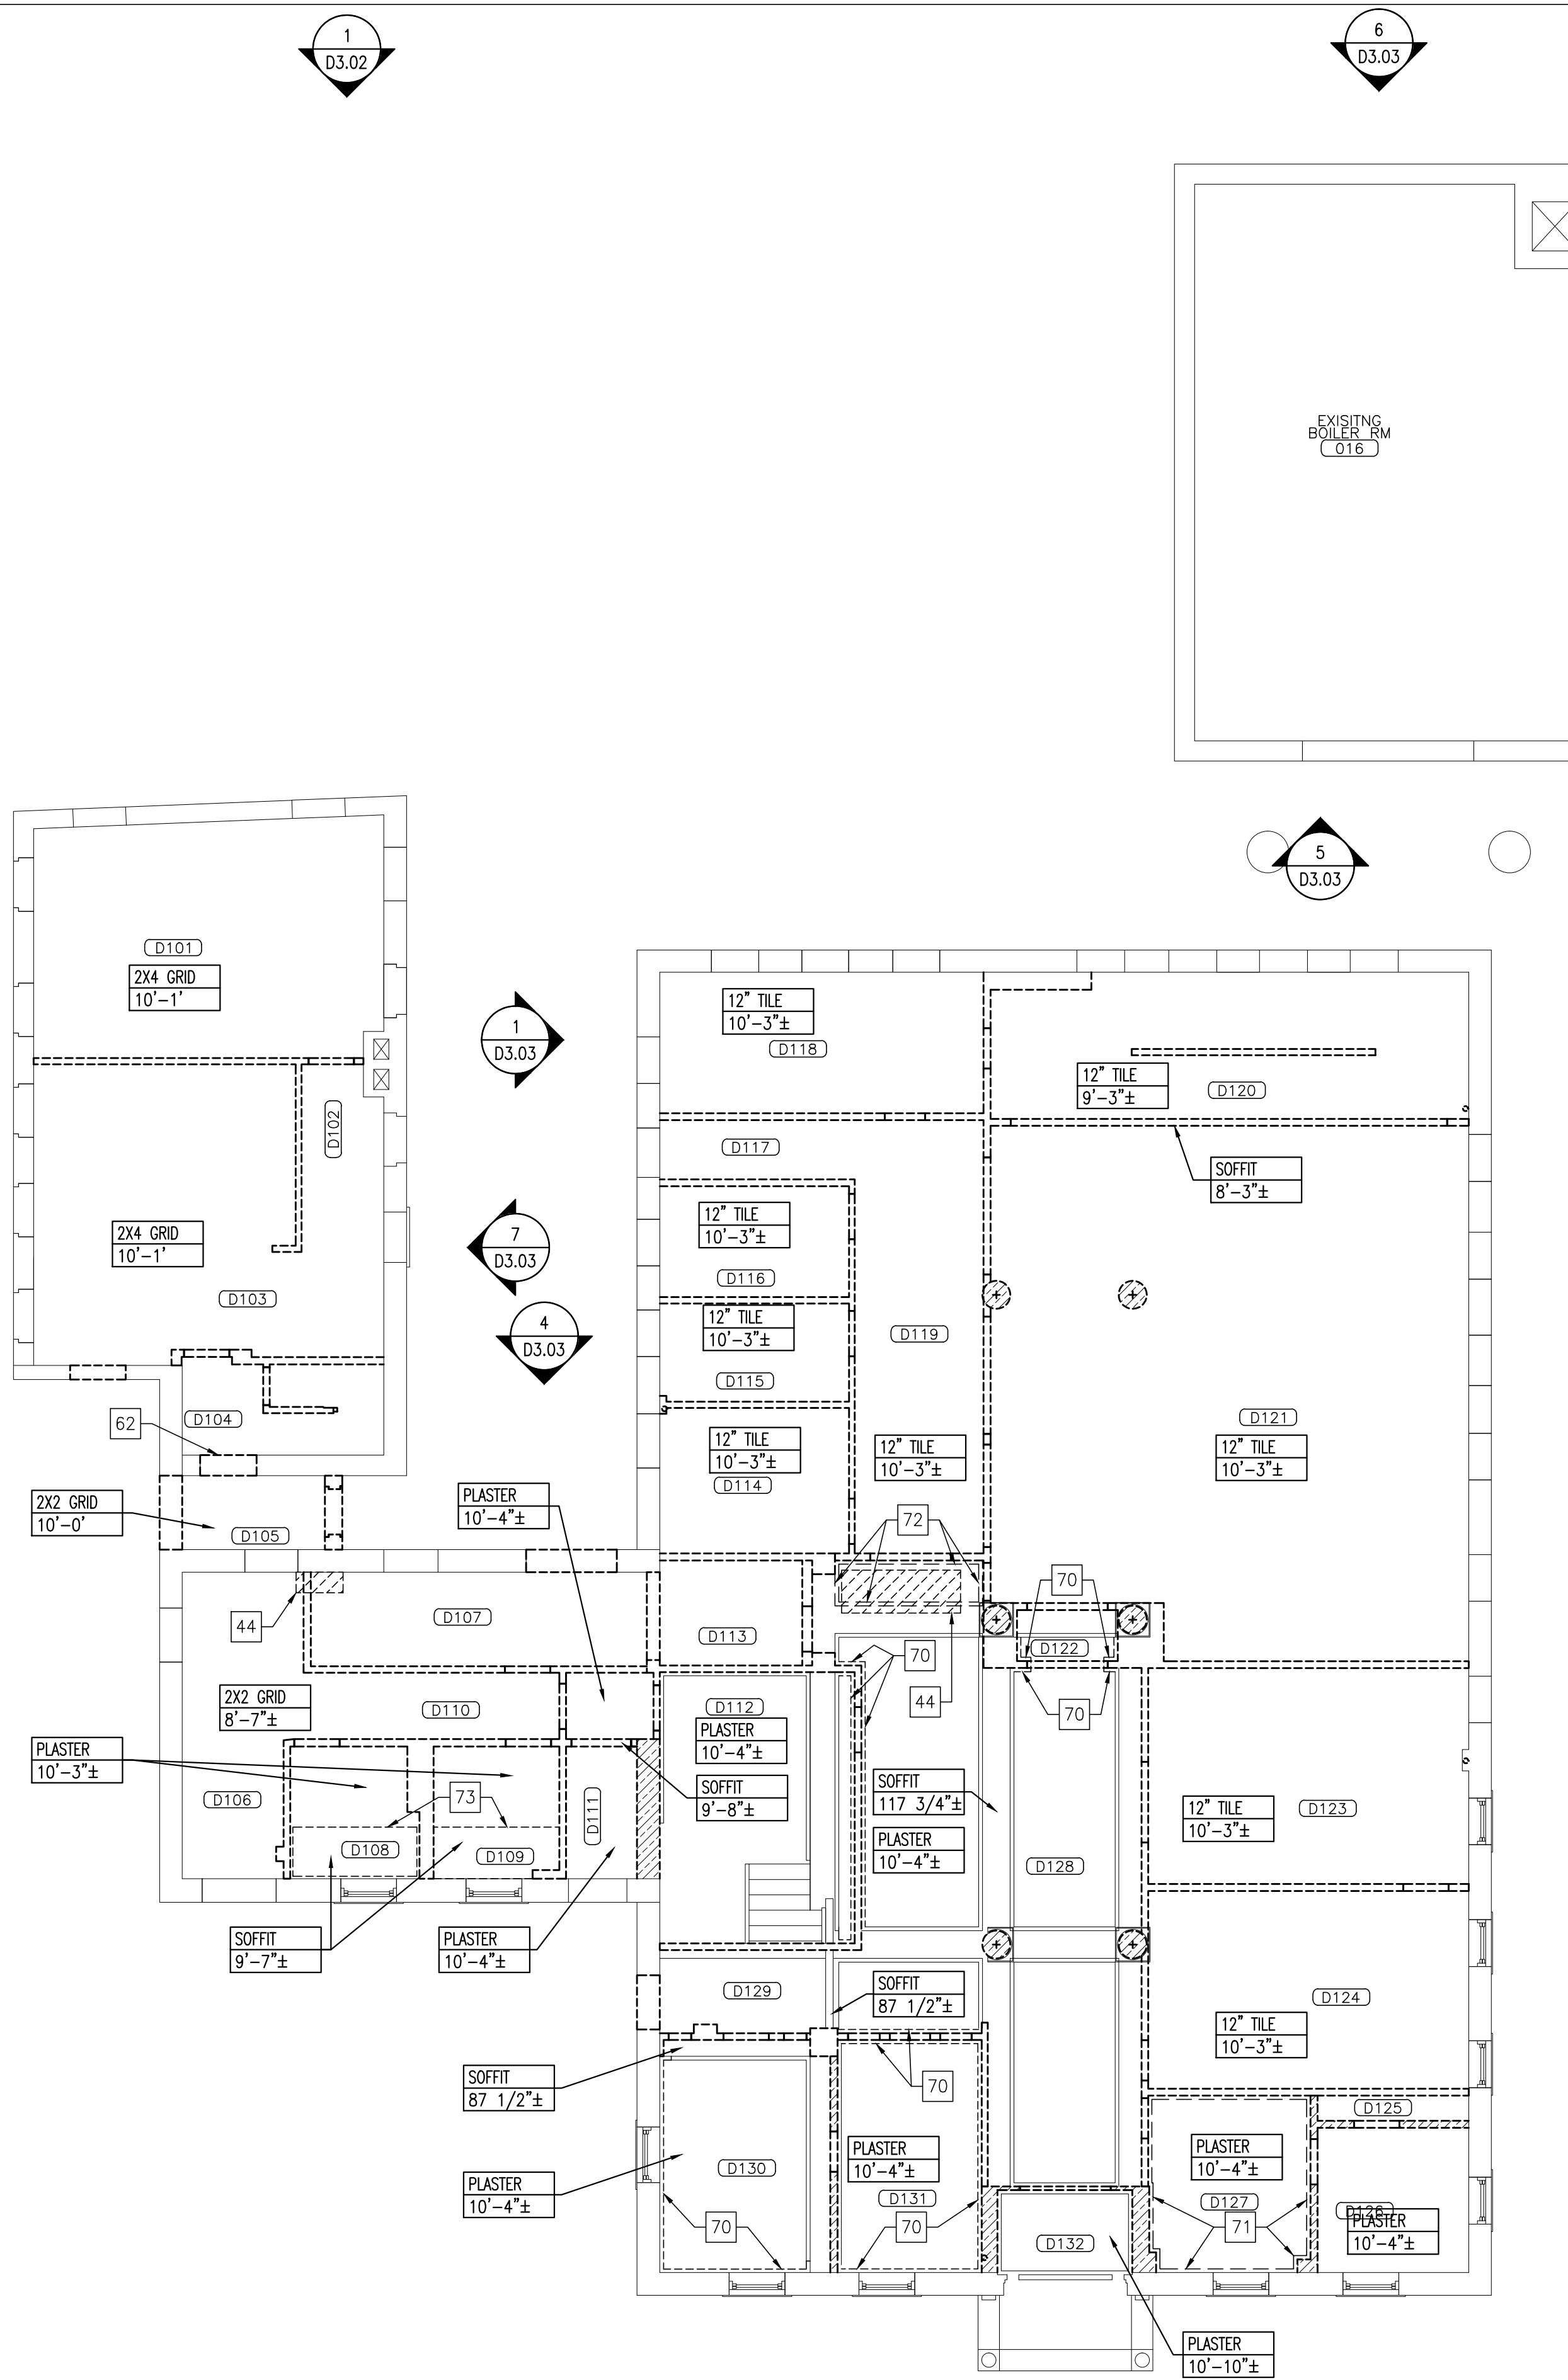 1
D3.02
6
D3.03
EXISITNG
BOILER RM
016
5
D3.03
D101
2X4 GRID
10'-1'
1
D3.03
12" TILE
10'-3"±
D118
12" TILE
9'-3"±
D120
D102
D117
SOFFIT
8'-3"±
2X4 GRID
10'-1'
7
D3.03
12" TILE
10'-3"±
D116
D103
4
D3.03
12" TILE
10'-3"±
D115
D119
D104
62
D121
12" TILE
10'-3"±
D114
12" TILE
10'-3"±
12" TILE
10'-3"±
2X2 GRID
10'-0'
D105
PLASTER
10'-4"±
72
70
44
D107
D113
D122
70
44
70
2X2 GRID
8'-7"±
D110
D112
PLASTER
10'-4"±
PLASTER
10'-3"±
73
D106
D111
SOFFIT
9'-8"±
SOFFIT
117 3/4"±
12" TILE
10'-3"±
D123
D108
D109
PLASTER
10'-4"±
D128
SOFFIT
9'-7"±
PLASTER
10'-4"±
D129
SOFFIT
87 1/2"±
D124
12" TILE
10'-3"±
SOFFIT
87 1/2"±
70
D125
PLASTER
10'-4"±
PLASTER
10'-4"±
D130
PLASTER
10'-4"±
D131
D127
D126
PLASTER
10'-4"±
70
70
71
D132
PLASTER
10'-10"±